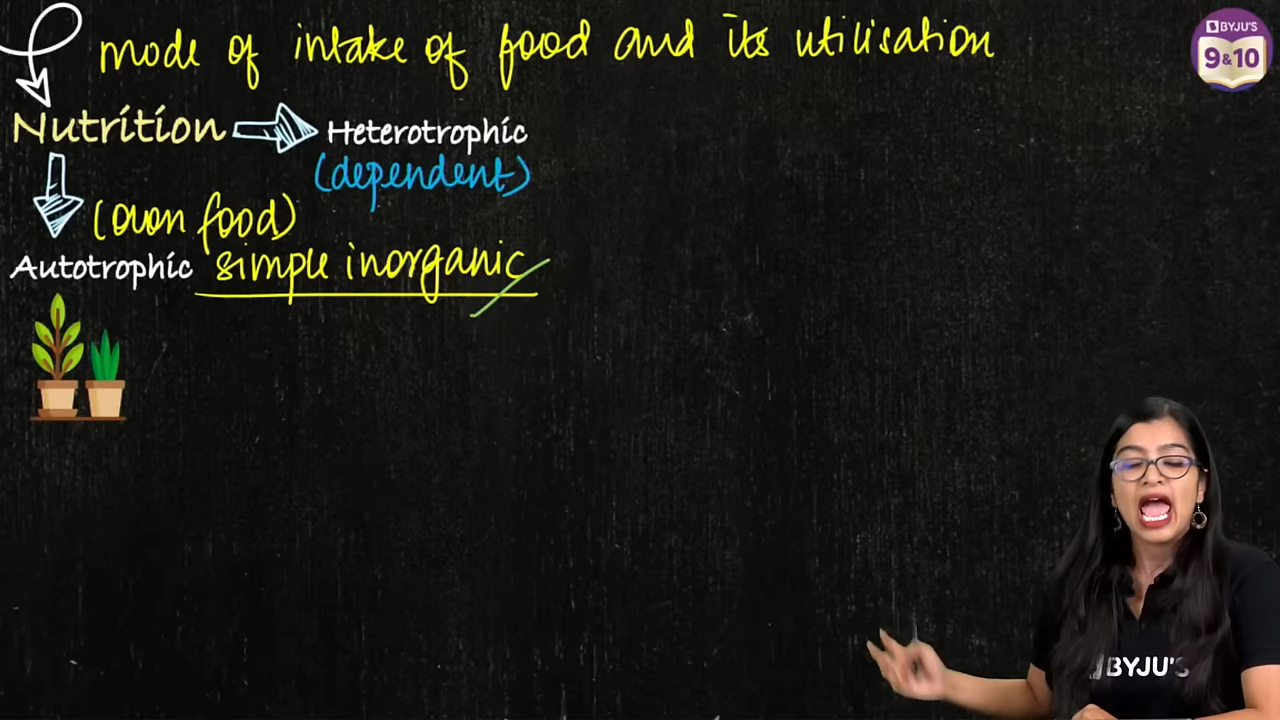 mode of intake of food and its utilisation
BYJU'S
9&10
Nutrition
Heterotrophic
(dependent)
(own food)
Autotrophic simple inorganic
BYJU'S